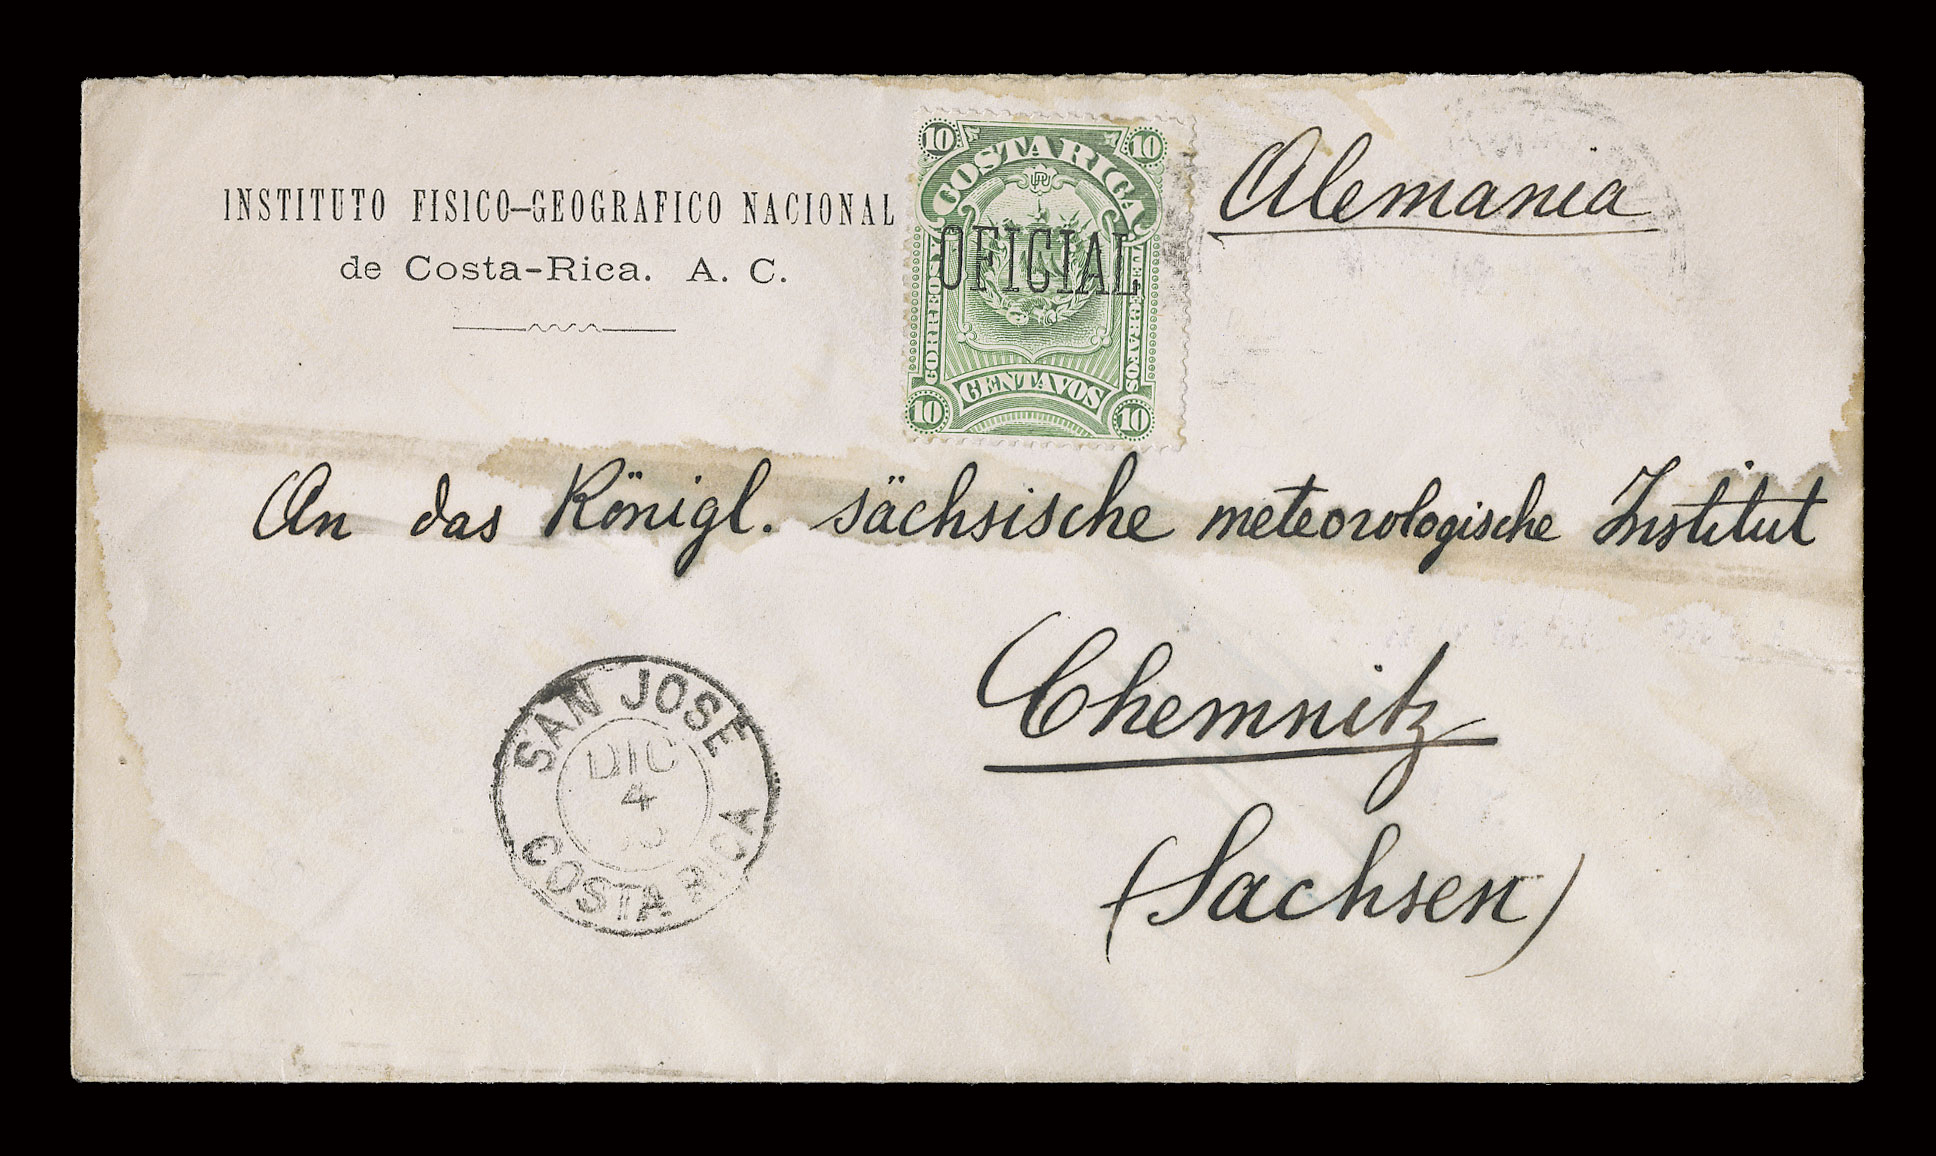 INSTITUTO FISICO-GEOGRAFICO NACIONAL
de Costa-Rica. A. C.
10 10
COSTA RICA
OFICIAL
CORREOS Y TELEGRAFOS
CENTAVOS
10 10
Alemania
An das Königl. sächsische meteorologische Institut
Chemnitz
(Sachsen)
SAN JOSE
DIC
4
COSTA RICA